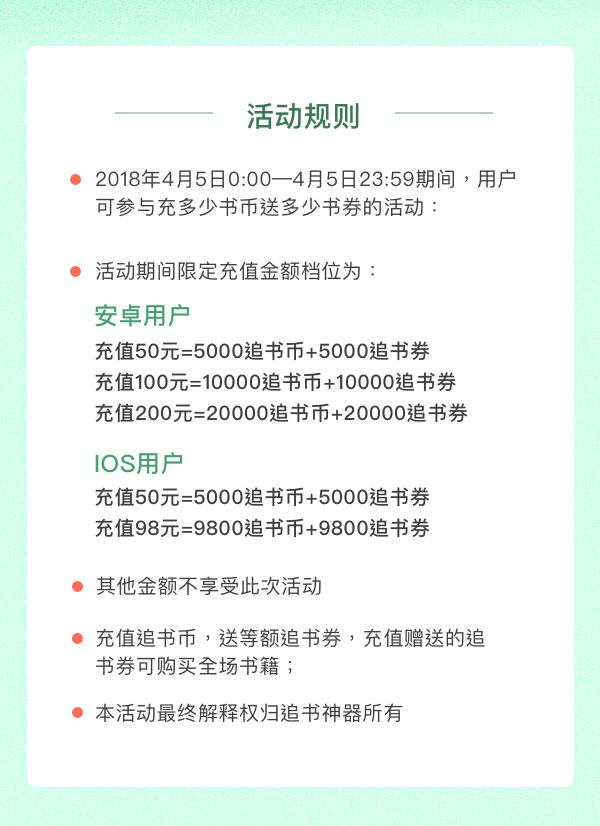 活动规则
2018年4月5日0:00—4月5日23:59期间，用户
可参与充多少书币送多少书券的活动：
活动期间限定充值金额档位为：
安卓用户
充值50元=5000追书币+5000追书券
充值100元=10000追书币+10000追书券
充值200元=20000追书币+20000追书券
IOS用户
充值50元=5000追书币+5000追书券
充值98元=9800追书币+9800追书券
其他金额不享受此次活动
充值追书币，送等额追书券，充值赠送的追
书券可购买全场书籍；
本活动最终解释权归追书神器所有